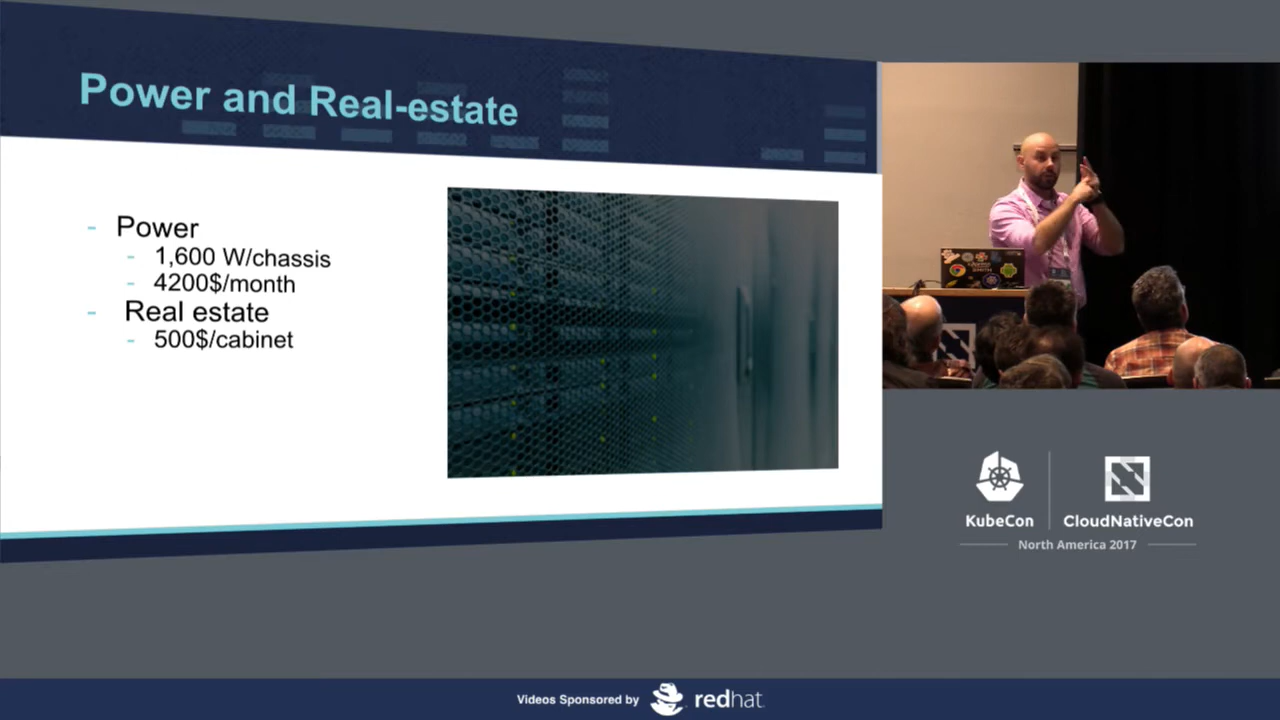 Power and Real-estate
- Power
- 1,600 W/chassis
- 4200$/month
- Real estate
- 500$/cabinet
KubeCon
CloudNativeCon
North America 2017
Videos Sponsored by redhat